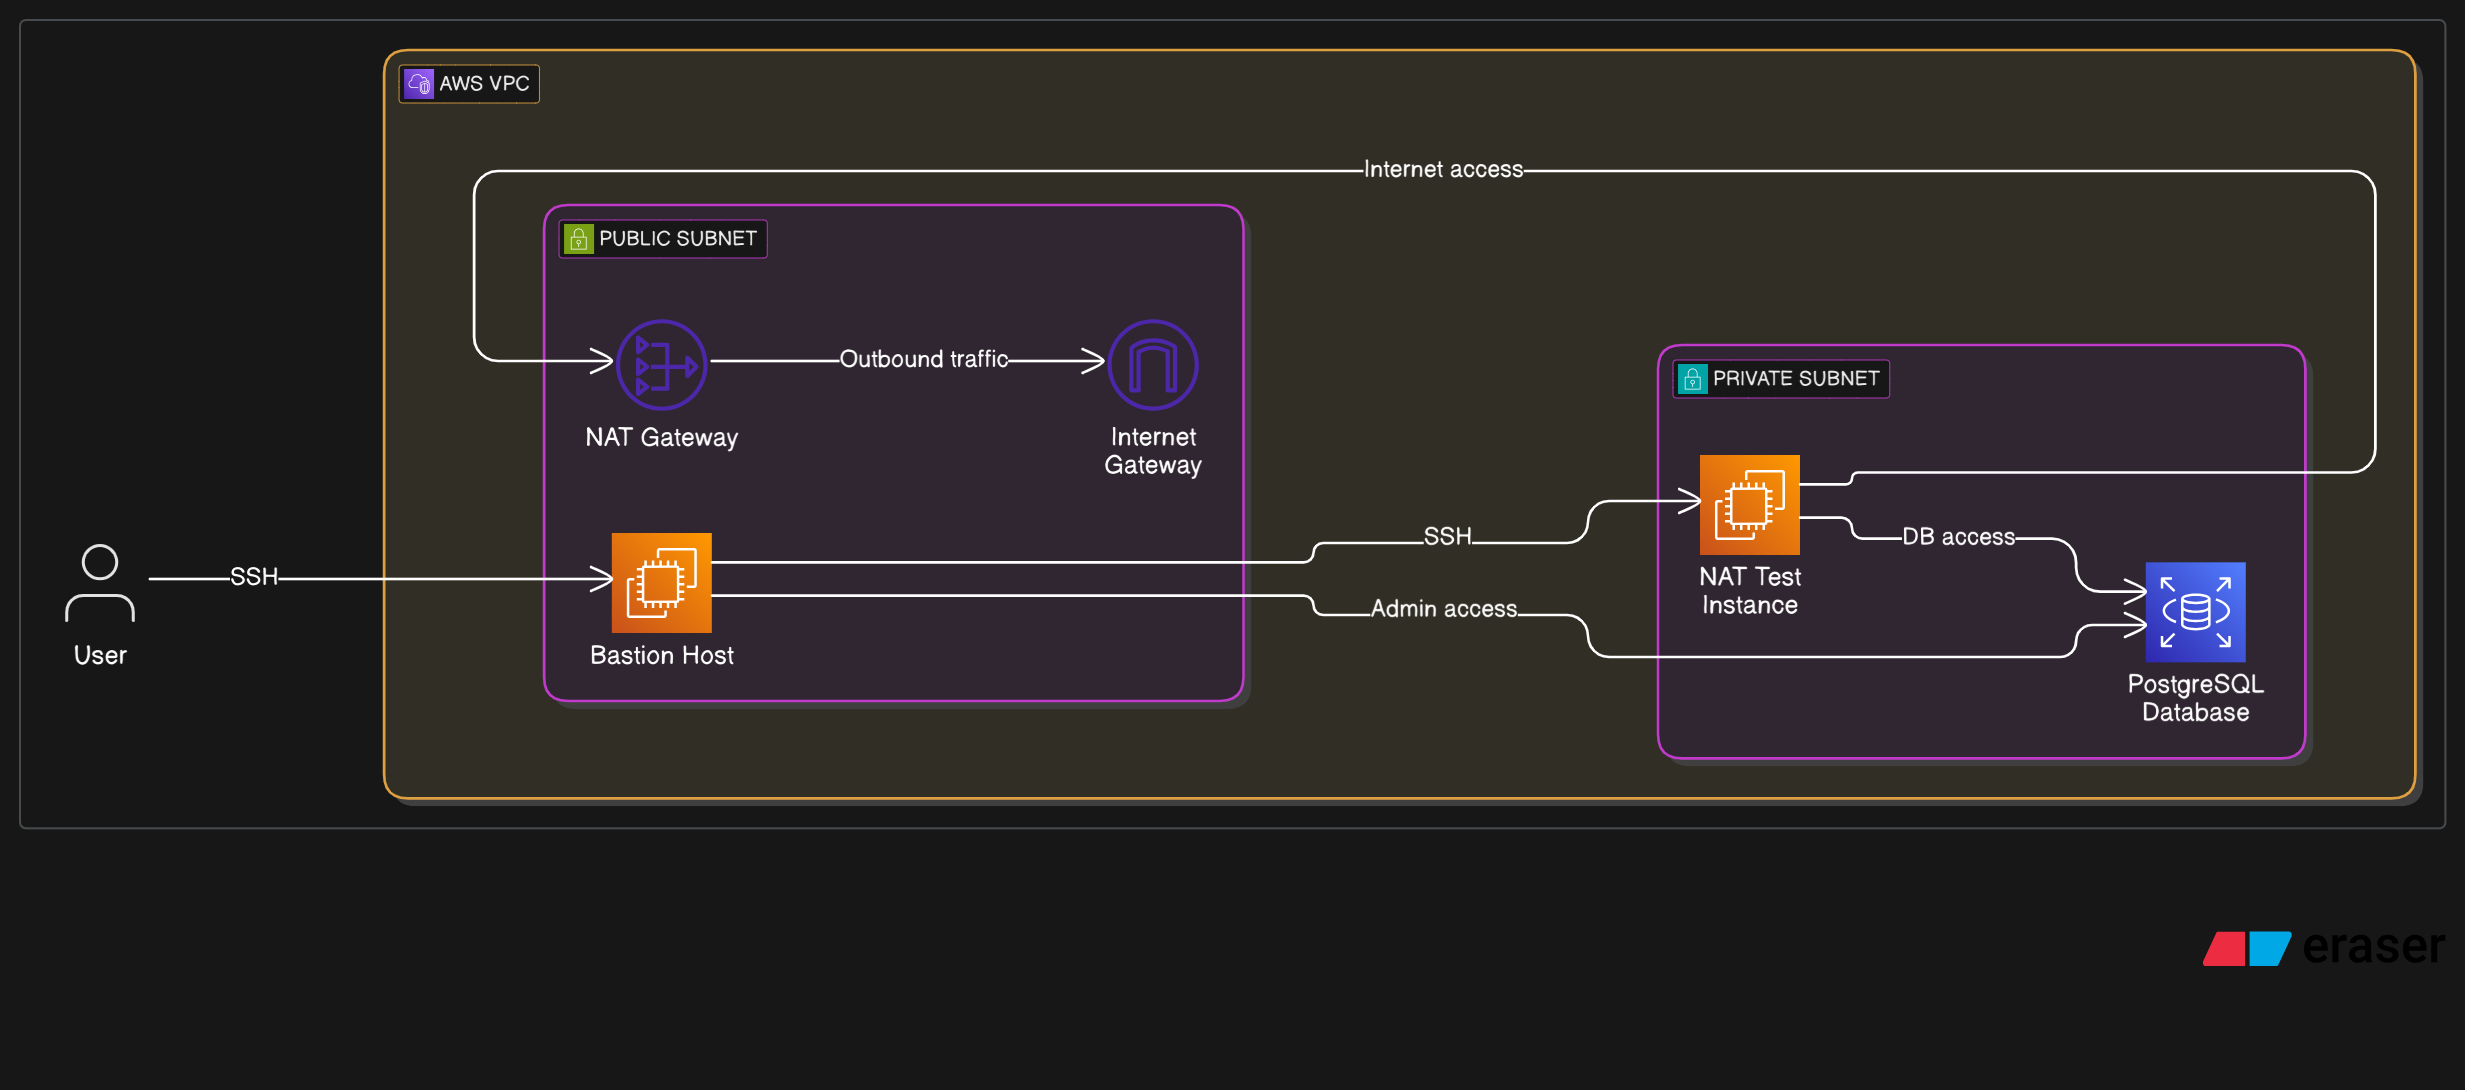 AWS VPC
Internet access
PUBLIC SUBNET
Outbound traffic
NAT Gateway
Internet
Gateway
PRIVATE SUBNET
SSH
User
Bastion Host
SSH
Admin access
NAT Test
Instance
DB access
PostgreSQL
Database
eraser